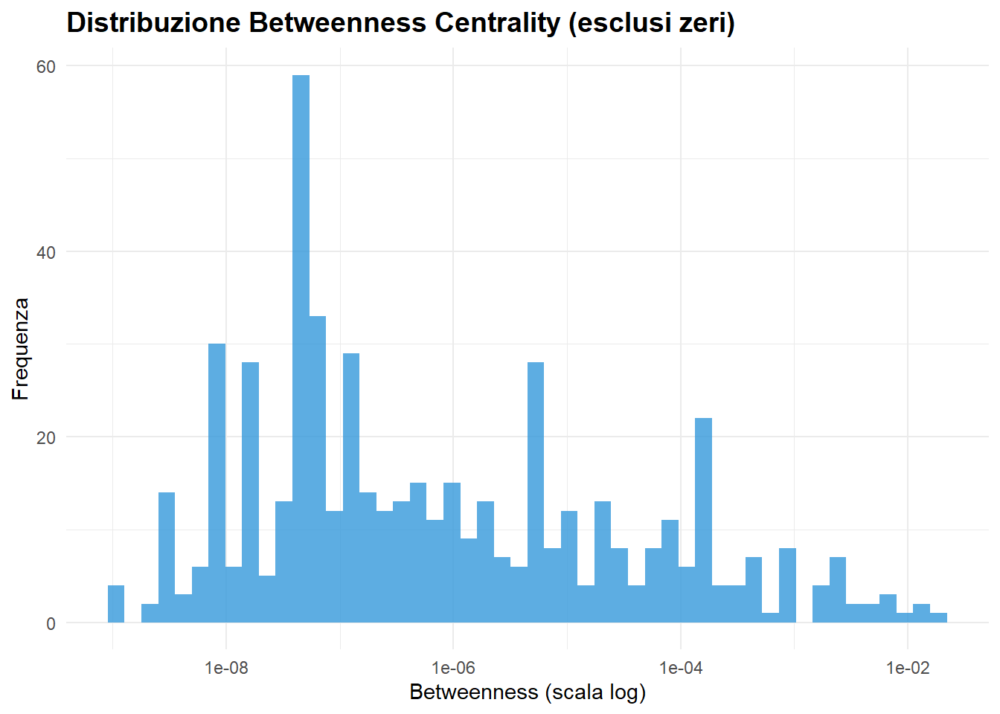 Distribuzione Betweenness Centrality (esclusi zeri)
60
40
20
0
Frequenza
1e-08 1e-06 1e-04 1e-02
Betweenness (scala log)